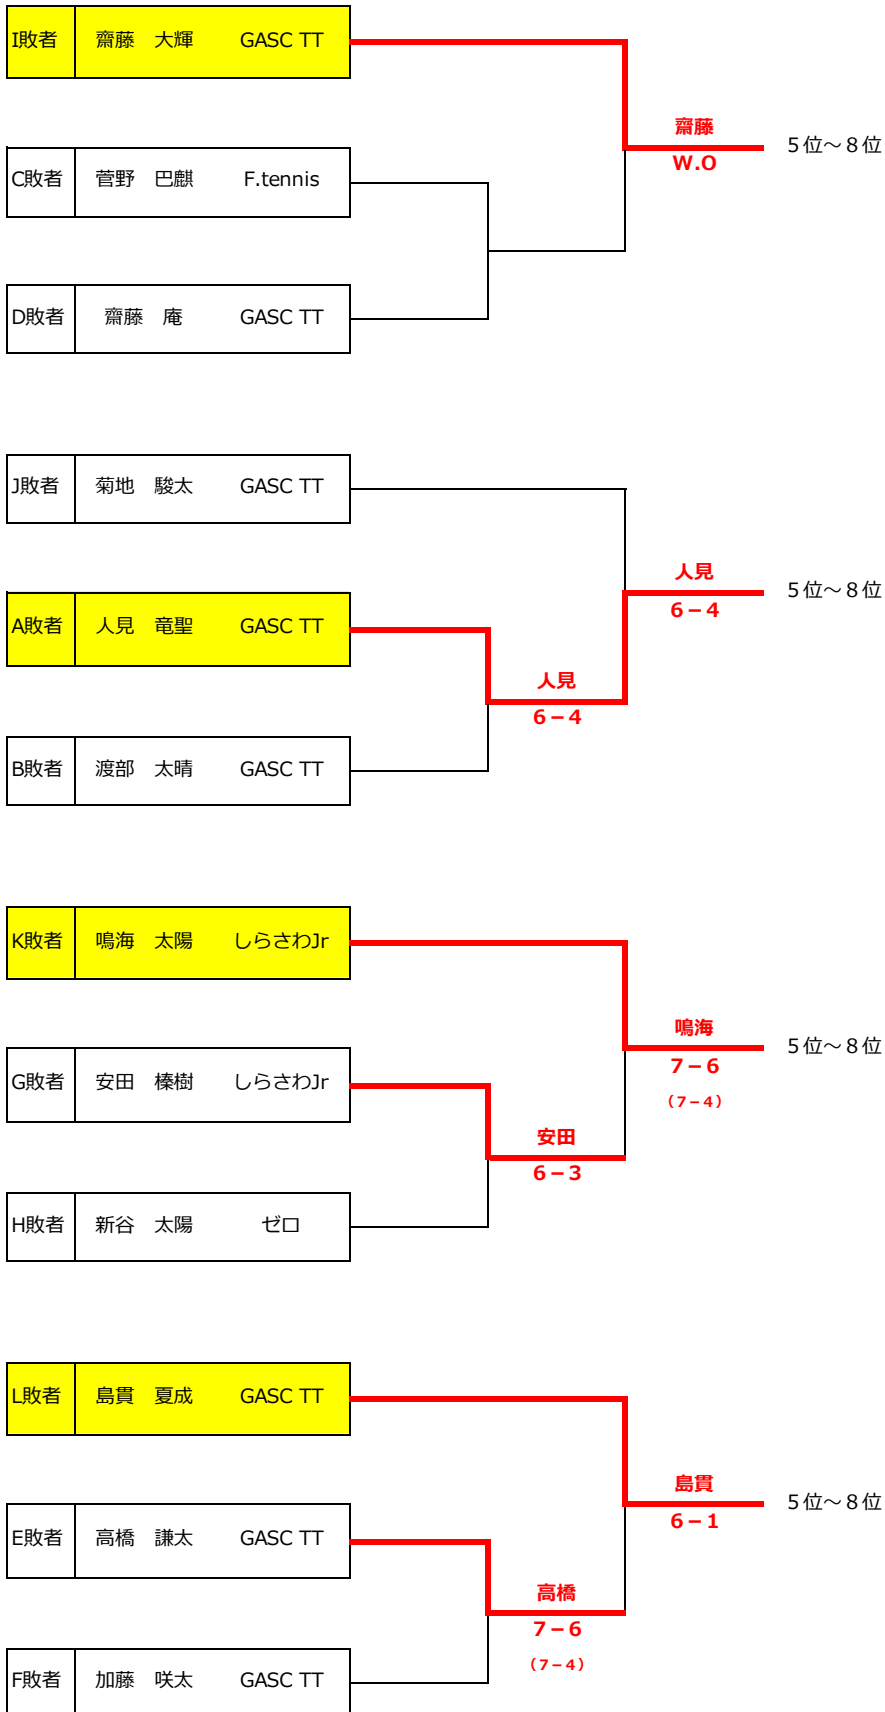 I敗者 齋藤　大輝 GASC TT
齋藤
W.O
５位～８位
C敗者 菅野　巴麒 F.tennis
D敗者 齋藤　庵 GASC TT
J敗者 菊地　駿太 GASC TT
人見
６－４
５位～８位
A敗者 人見　竜聖 GASC TT
人見
６－４
B敗者 渡部　太晴 GASC TT
K敗者 鳴海　太陽 しらさわJr
鳴海
７－６
（７－４）
５位～８位
G敗者 安田　榛樹 しらさわJr
安田
６－３
H敗者 新谷　太陽 ゼロ
L敗者 島貫　夏成 GASC TT
島貫
６－１
５位～８位
E敗者 高橋　謙太 GASC TT
高橋
７－６
（７－４）
F敗者 加藤　咲太 GASC TT